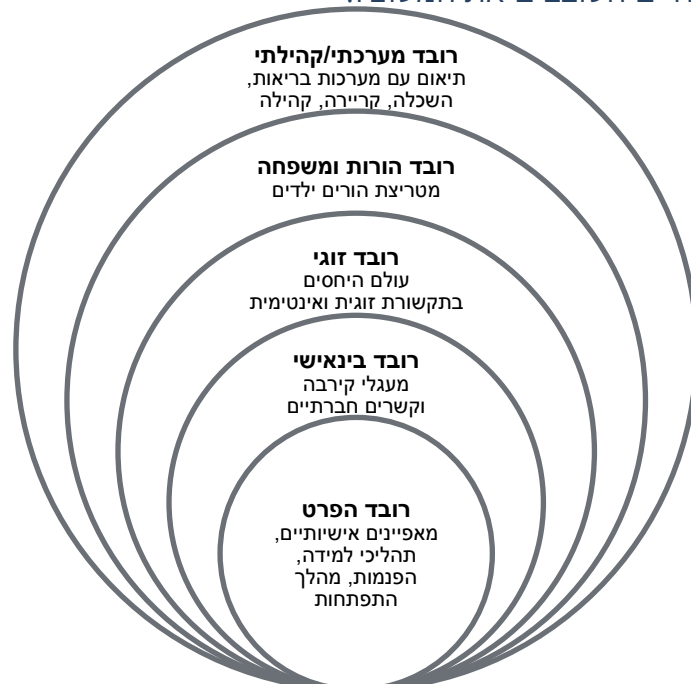 רובד מערכתי/קהילתי
תיאום עם מערכות בריאות,
השכלה, קריירה, קהילה
רובד הורות ומשפחה
מטריצת הורים ילדים
רובד זוגי
עולם היחסים
בתקשורת זוגית ואינטימית
רובד בינאישי
מעגלי קירבה
וקשרים חברתיים
רובד הפרט
מאפיינים אישיותיים,
תהליכי למידה,
הפנמות, מהלך
התפתחות